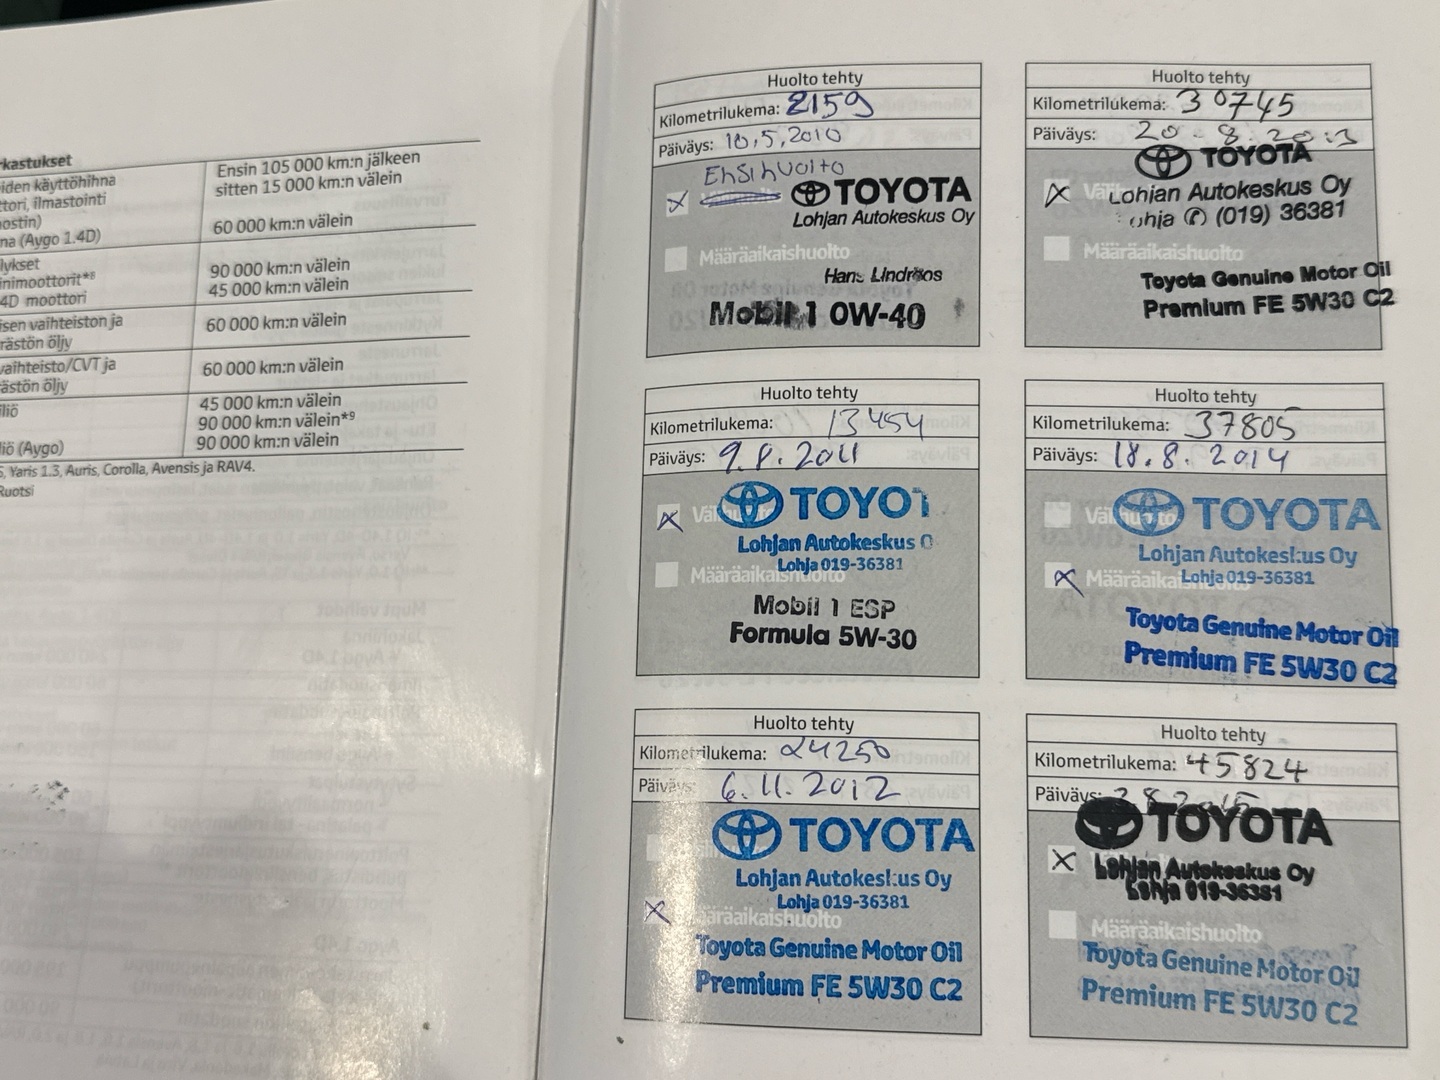 rkastukset
iden käyttöhihna
ttori, ilmastointi
ostin)
na (Aygo 1.4D)
Ensin 105 000 km:n jälkeen
sitten 15 000 km:n välein
60 000 km:n välein
lykset
nimoottorit*8
4D moottori
90 000 km:n välein
45 000 km:n välein
isen vaihteiston ja
rästön öljy
60 000 km:n välein
vaihteisto/CVT ja
ästön öljy
60 000 km:n välein
iliö
liö (Aygo)
45 000 km:n välein
90 000 km:n välein*9
90 000 km:n välein
, Yaris 1.3, Auris, Corolla, Avensis ja RAV4.
Ruotsi
Huolto tehty
Kilometrilukema: 2159
Päiväys: 10.5.2010
Ensihuolto
TOYOTA
Lohjan Autokeskus Oy
Määräaikaishuolto
Hans Lindroos
Mobil 1 0W-40
Huolto tehty
Kilometrilukema: 13454
Päiväys: 9.8.2011
TOYOT
Lohjan Autokeskus O
Lohja 019-36381
Määräaikaishuolto
Mobil 1 ESP
Formula 5W-30
Huolto tehty
Kilometrilukema: 24250
Päiväys: 6.11.2012
TOYOTA
Lohjan Autokeskus Oy
Lohja 019-36381
Määräaikaishuolto
Toyota Genuine Motor Oil
Premium FE 5W30 C2
Huolto tehty
Kilometrilukema: 30745
Päiväys: 20.8.2013
TOYOTA
Lohjan Autokeskus Oy
Lohja (019) 36381
Määräaikaishuolto
Toyota Genuine Motor Oil
Premium FE 5W30 C2
Huolto tehty
Kilometrilukema: 37805
Päiväys: 18.8.2014
Välihuolto
TOYOTA
Lohjan Autokeskus Oy
Lohja 019-36381
Määräaikaishuolto
Toyota Genuine Motor Oil
Premium FE 5W30 C2
Huolto tehty
Kilometrilukema: 45824
Päiväys:
TOYOTA
Lohjan Autokeskus Oy
Lohja 019-36381
Määräaikaishuolto
Toyota Genuine Motor Oil
Premium FE 5W30 C2